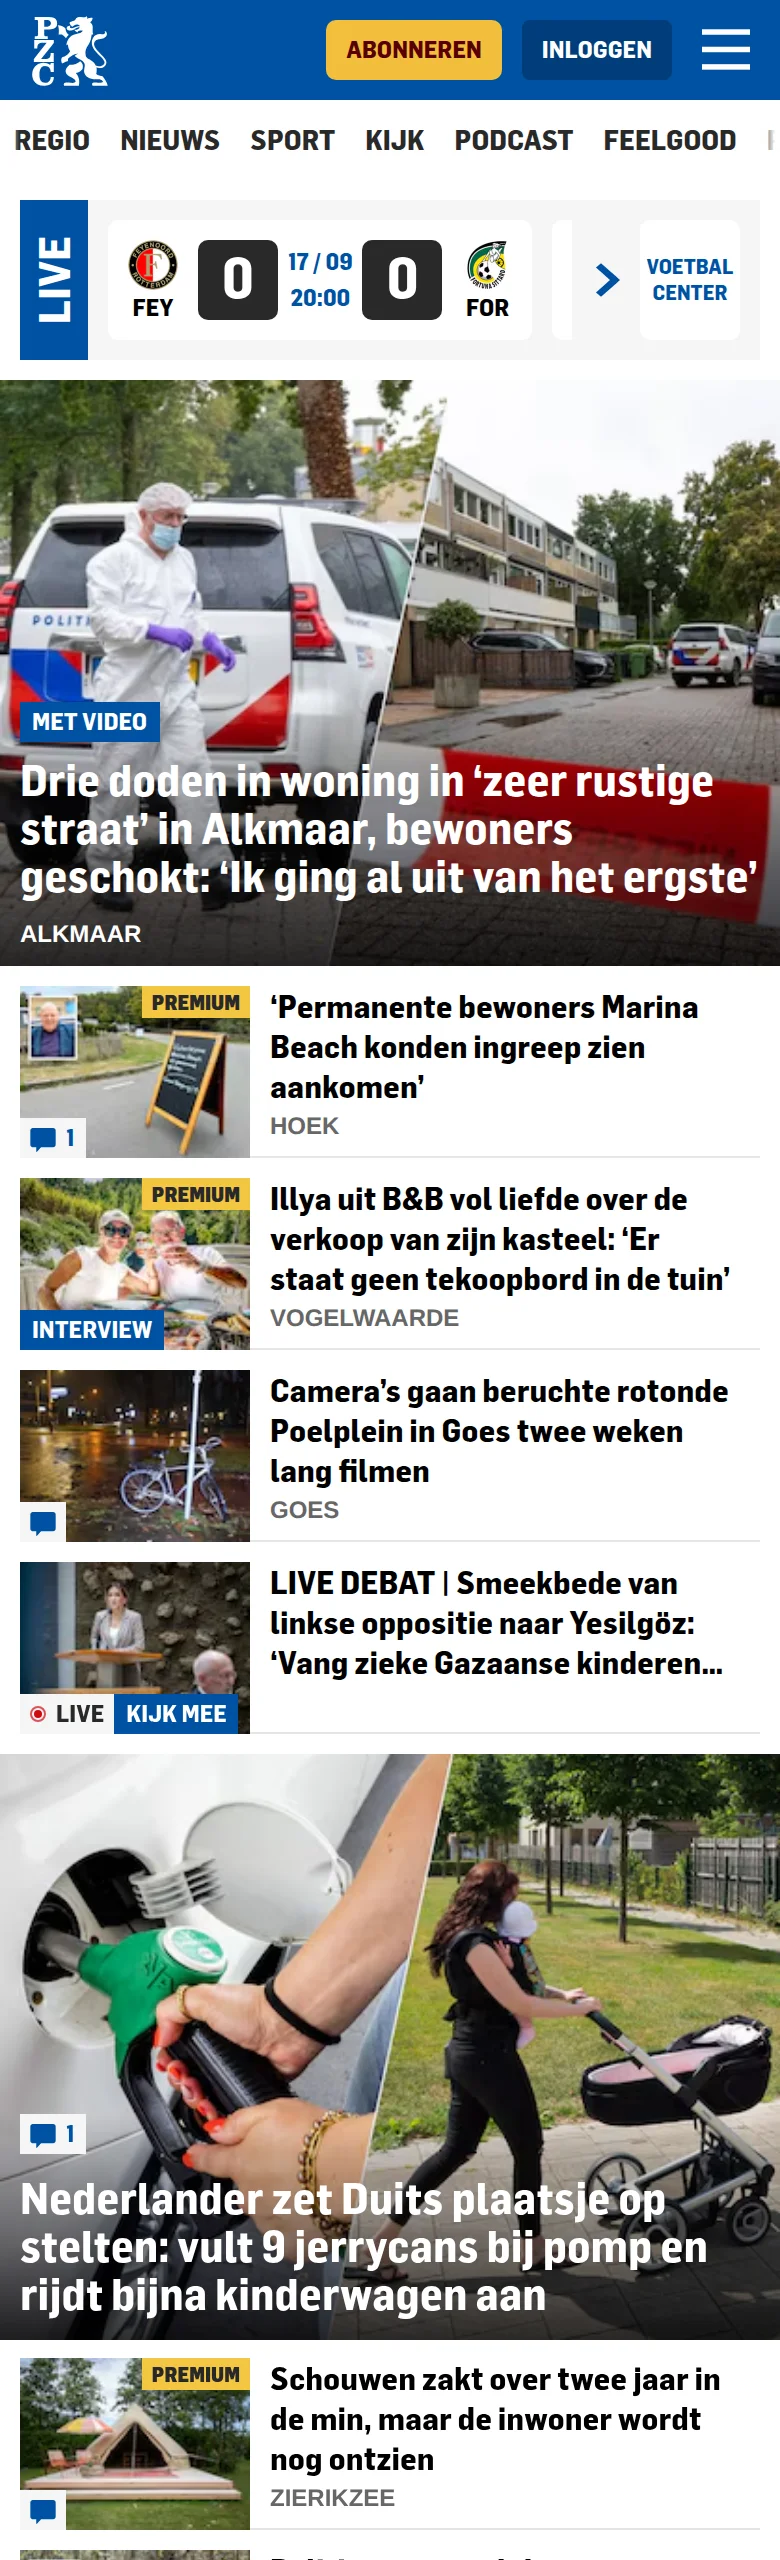 PZC
ABONNEREN
INLOGGEN
REGIO NIEUWS SPORT KIJK PODCAST FEELGOOD
LIVE
FEYENOORD
ROTTERDAM
FEY
0
17 / 09
20:00
0
FORTUNA SITTARD
FOR
VOETBAL
CENTER
POLITI
MET VIDEO
Drie doden in woning in ‘zeer rustige
straat’ in Alkmaar, bewoners
geschokt: ‘Ik ging al uit van het ergste’
ALKMAAR
PREMIUM
1
‘Permanente bewoners Marina
Beach konden ingreep zien
aankomen’
HOEK
PREMIUM
INTERVIEW
Illya uit B&B vol liefde over de
verkoop van zijn kasteel: ‘Er
staat geen tekoopbord in de tuin’
VOGELWAARDE
Camera’s gaan beruchte rotonde
Poelplein in Goes twee weken
lang filmen
GOES
LIVE KIJK MEE
LIVE DEBAT | Smeekbede van
linkse oppositie naar Yesilgöz:
‘Vang zieke Gazaanse kinderen...
1
Nederlander zet Duits plaatsje op
stelten: vult 9 jerrycans bij pomp en
rijdt bijna kinderwagen aan
PREMIUM
Schouwen zakt over twee jaar in
de min, maar de inwoner wordt
nog ontzien
ZIERIKZEE